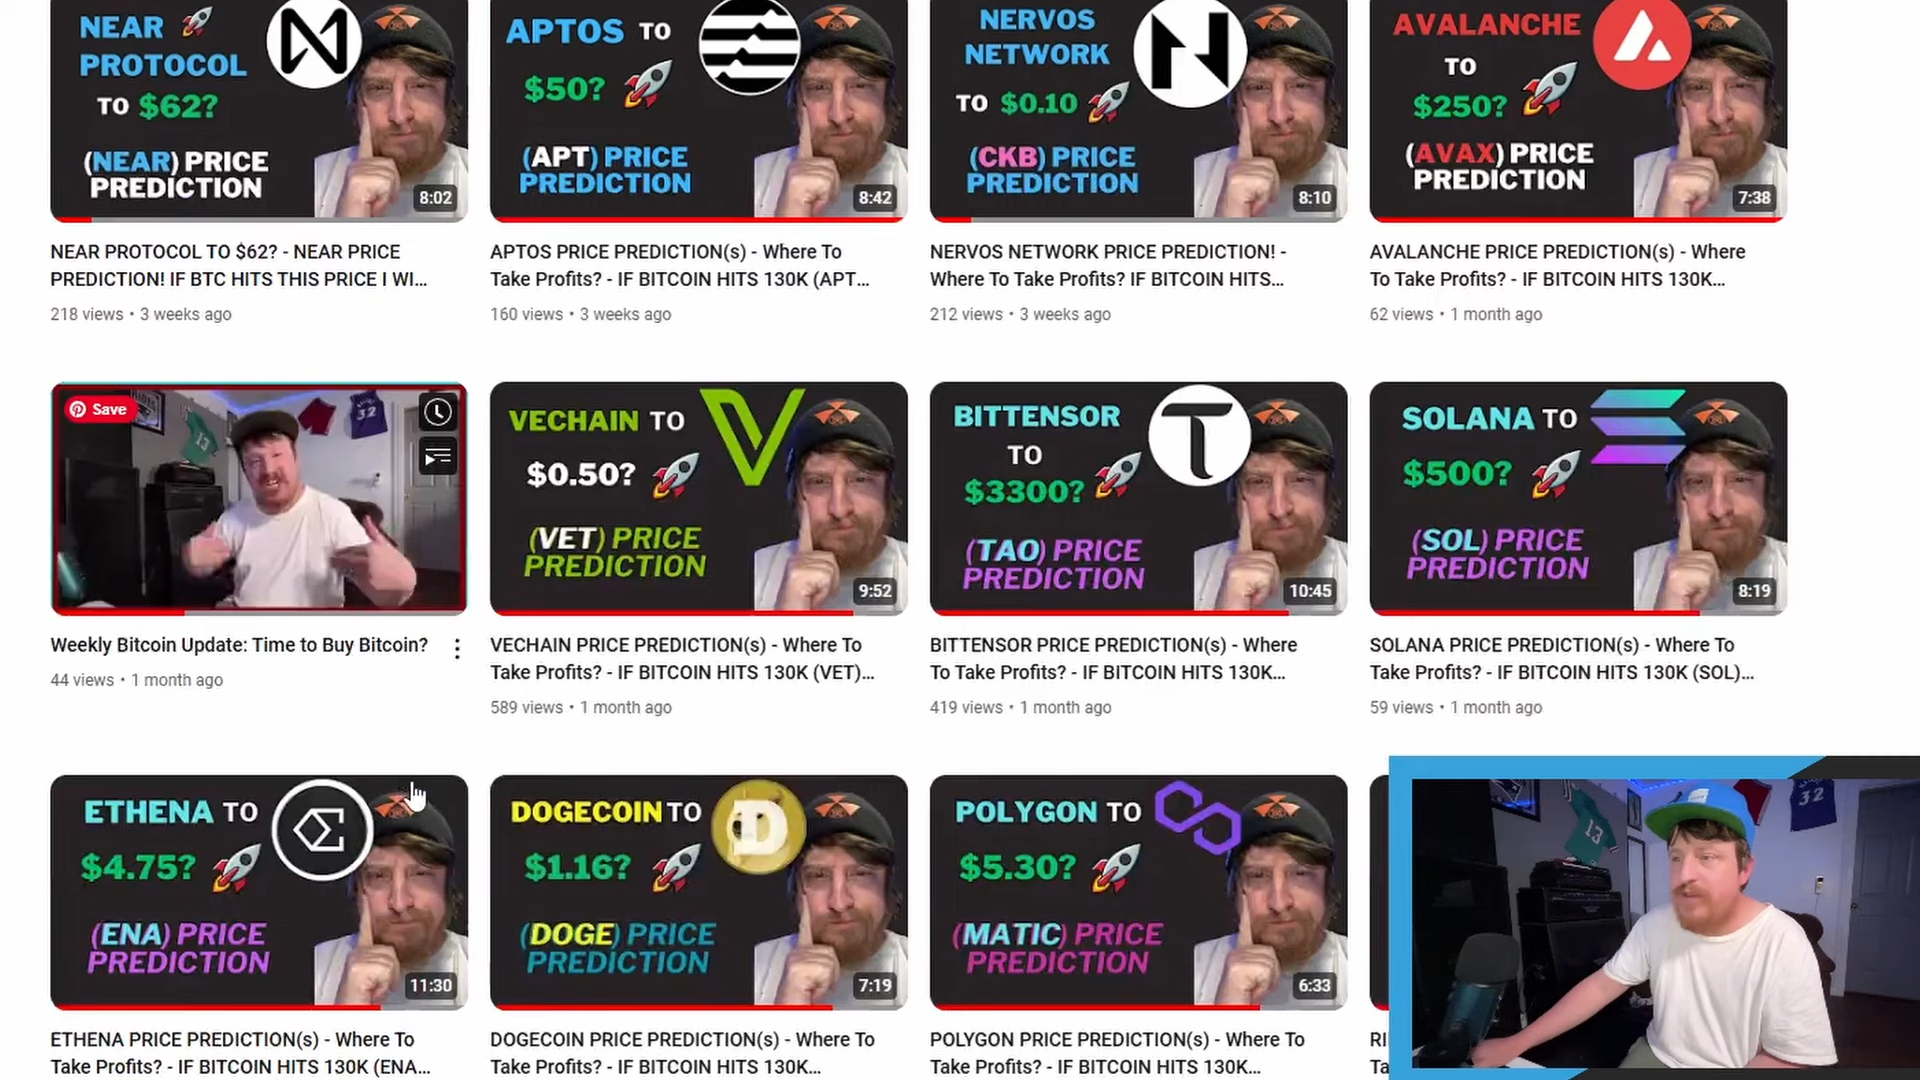 NEAR
PROTOCOL
TO $62?
(NEAR) PRICE
PREDICTION
8:02
APTOS TO
$50?
(APT) PRICE
PREDICTION
8:42
NERVOS
NETWORK
TO $0.10
(CKB) PRICE
PREDICTION
8:10
AVALANCHE
TO
$250?
(AVAX) PRICE
PREDICTION
7:38
NEAR PROTOCOL TO $62? - NEAR PRICE
PREDICTION! IF BTC HITS THIS PRICE I WI...
218 views • 3 weeks ago
APTOS PRICE PREDICTION(s) - Where To
Take Profits? - IF BITCOIN HITS 130K (APT...
160 views • 3 weeks ago
NERVOS NETWORK PRICE PREDICTION! -
Where To Take Profits? IF BITCOIN HITS...
212 views • 3 weeks ago
AVALANCHE PRICE PREDICTION(s) - Where
To Take Profits? - IF BITCOIN HITS 130K...
62 views • 1 month ago
Save
13
32
VECHAIN TO
$0.50?
(VET) PRICE
PREDICTION
9:52
BITTENSOR
TO
$3300?
(TAO) PRICE
PREDICTION
10:45
SOLANA TO
$500?
(SOL) PRICE
PREDICTION
8:19
Weekly Bitcoin Update: Time to Buy Bitcoin?
44 views • 1 month ago
VECHAIN PRICE PREDICTION(s) - Where To
Take Profits? - IF BITCOIN HITS 130K (VET)...
589 views • 1 month ago
BITTENSOR PRICE PREDICTION(s) - Where
To Take Profits? - IF BITCOIN HITS 130K...
419 views • 1 month ago
SOLANA PRICE PREDICTION(s) - Where To
Take Profits? - IF BITCOIN HITS 130K (SOL)...
59 views • 1 month ago
ETHENA TO
$4.75?
(ENA) PRICE
PREDICTION
11:30
DOGECOIN TO
$1.16?
(DOGE) PRICE
PREDICTION
7:19
POLYGON TO
$5.30?
(MATIC) PRICE
PREDICTION
6:33
13
32
ETHENA PRICE PREDICTION(s) - Where To
Take Profits? - IF BITCOIN HITS 130K (ENA...
DOGECOIN PRICE PREDICTION(s) - Where To
Take Profits? - IF BITCOIN HITS 130K...
POLYGON PRICE PREDICTION(s) - Where To
Take Profits? - IF BITCOIN HITS 130K...